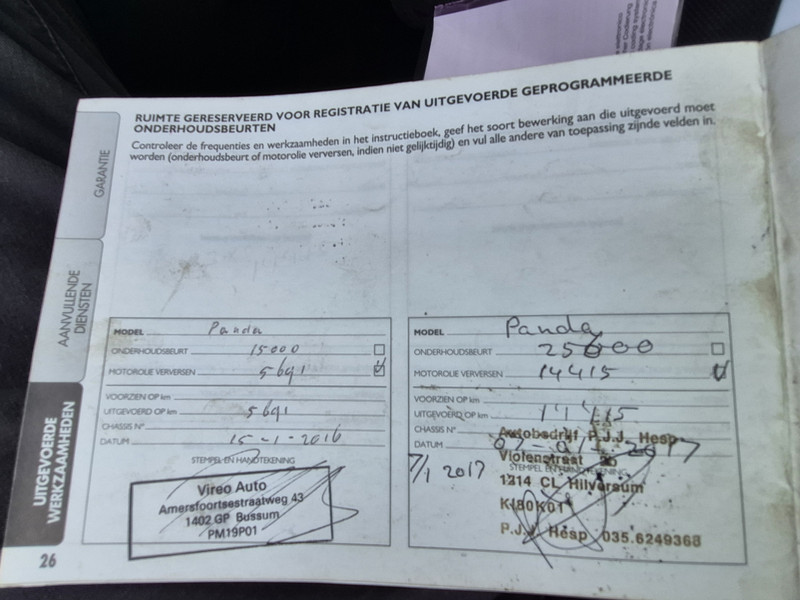 RUIMTE GERESERVEERD VOOR REGISTRATIE VAN UITGEVOERDE GEPROGRAMMEERDE
ONDERHOUDSBEURTEN
Controleer de frequenties en werkzaamheden in het instructieboek, geef het soort bewerking aan die uitgevoerd moet
worden (onderhoudsbeurt of motorolie verversen, indien niet gelijktijdig) en vul alle andere van toepassing zijnde velden in.
GARANTIE
AANVULLENDE
DIENSTEN
UITGEVOERDE
WERKZAAMHEDEN
MODEL Panda
ONDERHOUDSBEURT 15000
MOTOROLIE VERVERSEN 5691
VOORZIEN OP km
UITGEVOERD OP km 5691
CHASSIS N°
DATUM 15-1-2016
STEMPEL EN HANDTEKENING
Vireo Auto
Amersfoortsestraatweg 43
1402 GP Bussum
PM19P01
MODEL Panda
ONDERHOUDSBEURT 25000
MOTOROLIE VERVERSEN 14415
VOORZIEN OP km
UITGEVOERD OP km 14415
CHASSIS N°
DATUM
7/1 2017
STEMPEL EN HANDTEKENING
Autobedrijf P.J.J. Hesp
Violenstraat
1214 CL Hilversum
KI80K01
P.J.J. Hesp 035.6249368
26